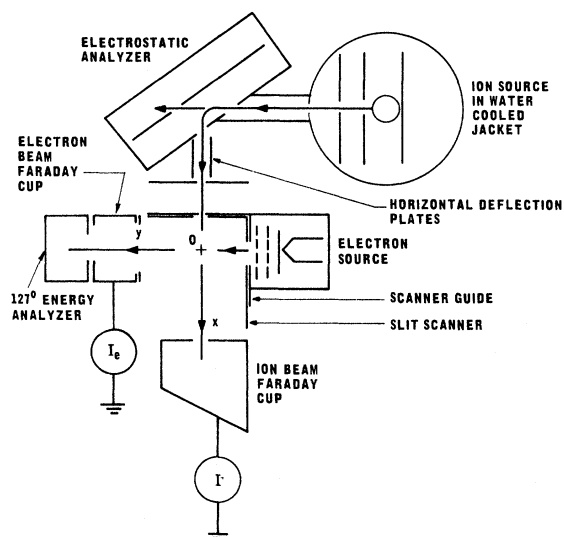 ELECTROSTATIC
ANALYZER
ION SOURCE
IN WATER
COOLED
JACKET
ELECTRON
BEAM
FARADAY
CUP
HORIZONTAL DEFLECTION
PLATES
y
O
ELECTRON
SOURCE
127° ENERGY
ANALYZER
SCANNER GUIDE
SLIT SCANNER
x
Ie
ION BEAM
FARADAY
CUP
I-